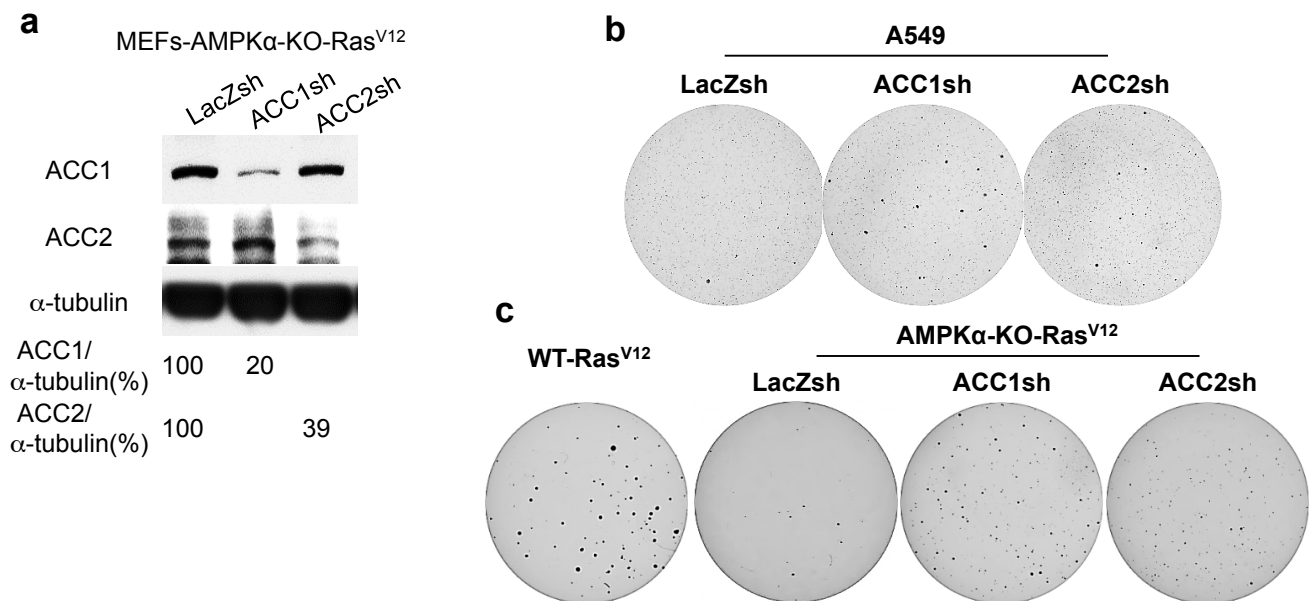 a
MEFs-AMPKα-KO-Ras^V12
LacZsh
ACC1sh
ACC2sh
ACC1
ACC2
α-tubulin
ACC1/
α-tubulin(%)
100 20
ACC2/
α-tubulin(%)
100 39
b
A549
LacZsh ACC1sh ACC2sh
c
WT-Ras^V12
AMPKα-KO-Ras^V12
LacZsh ACC1sh ACC2sh